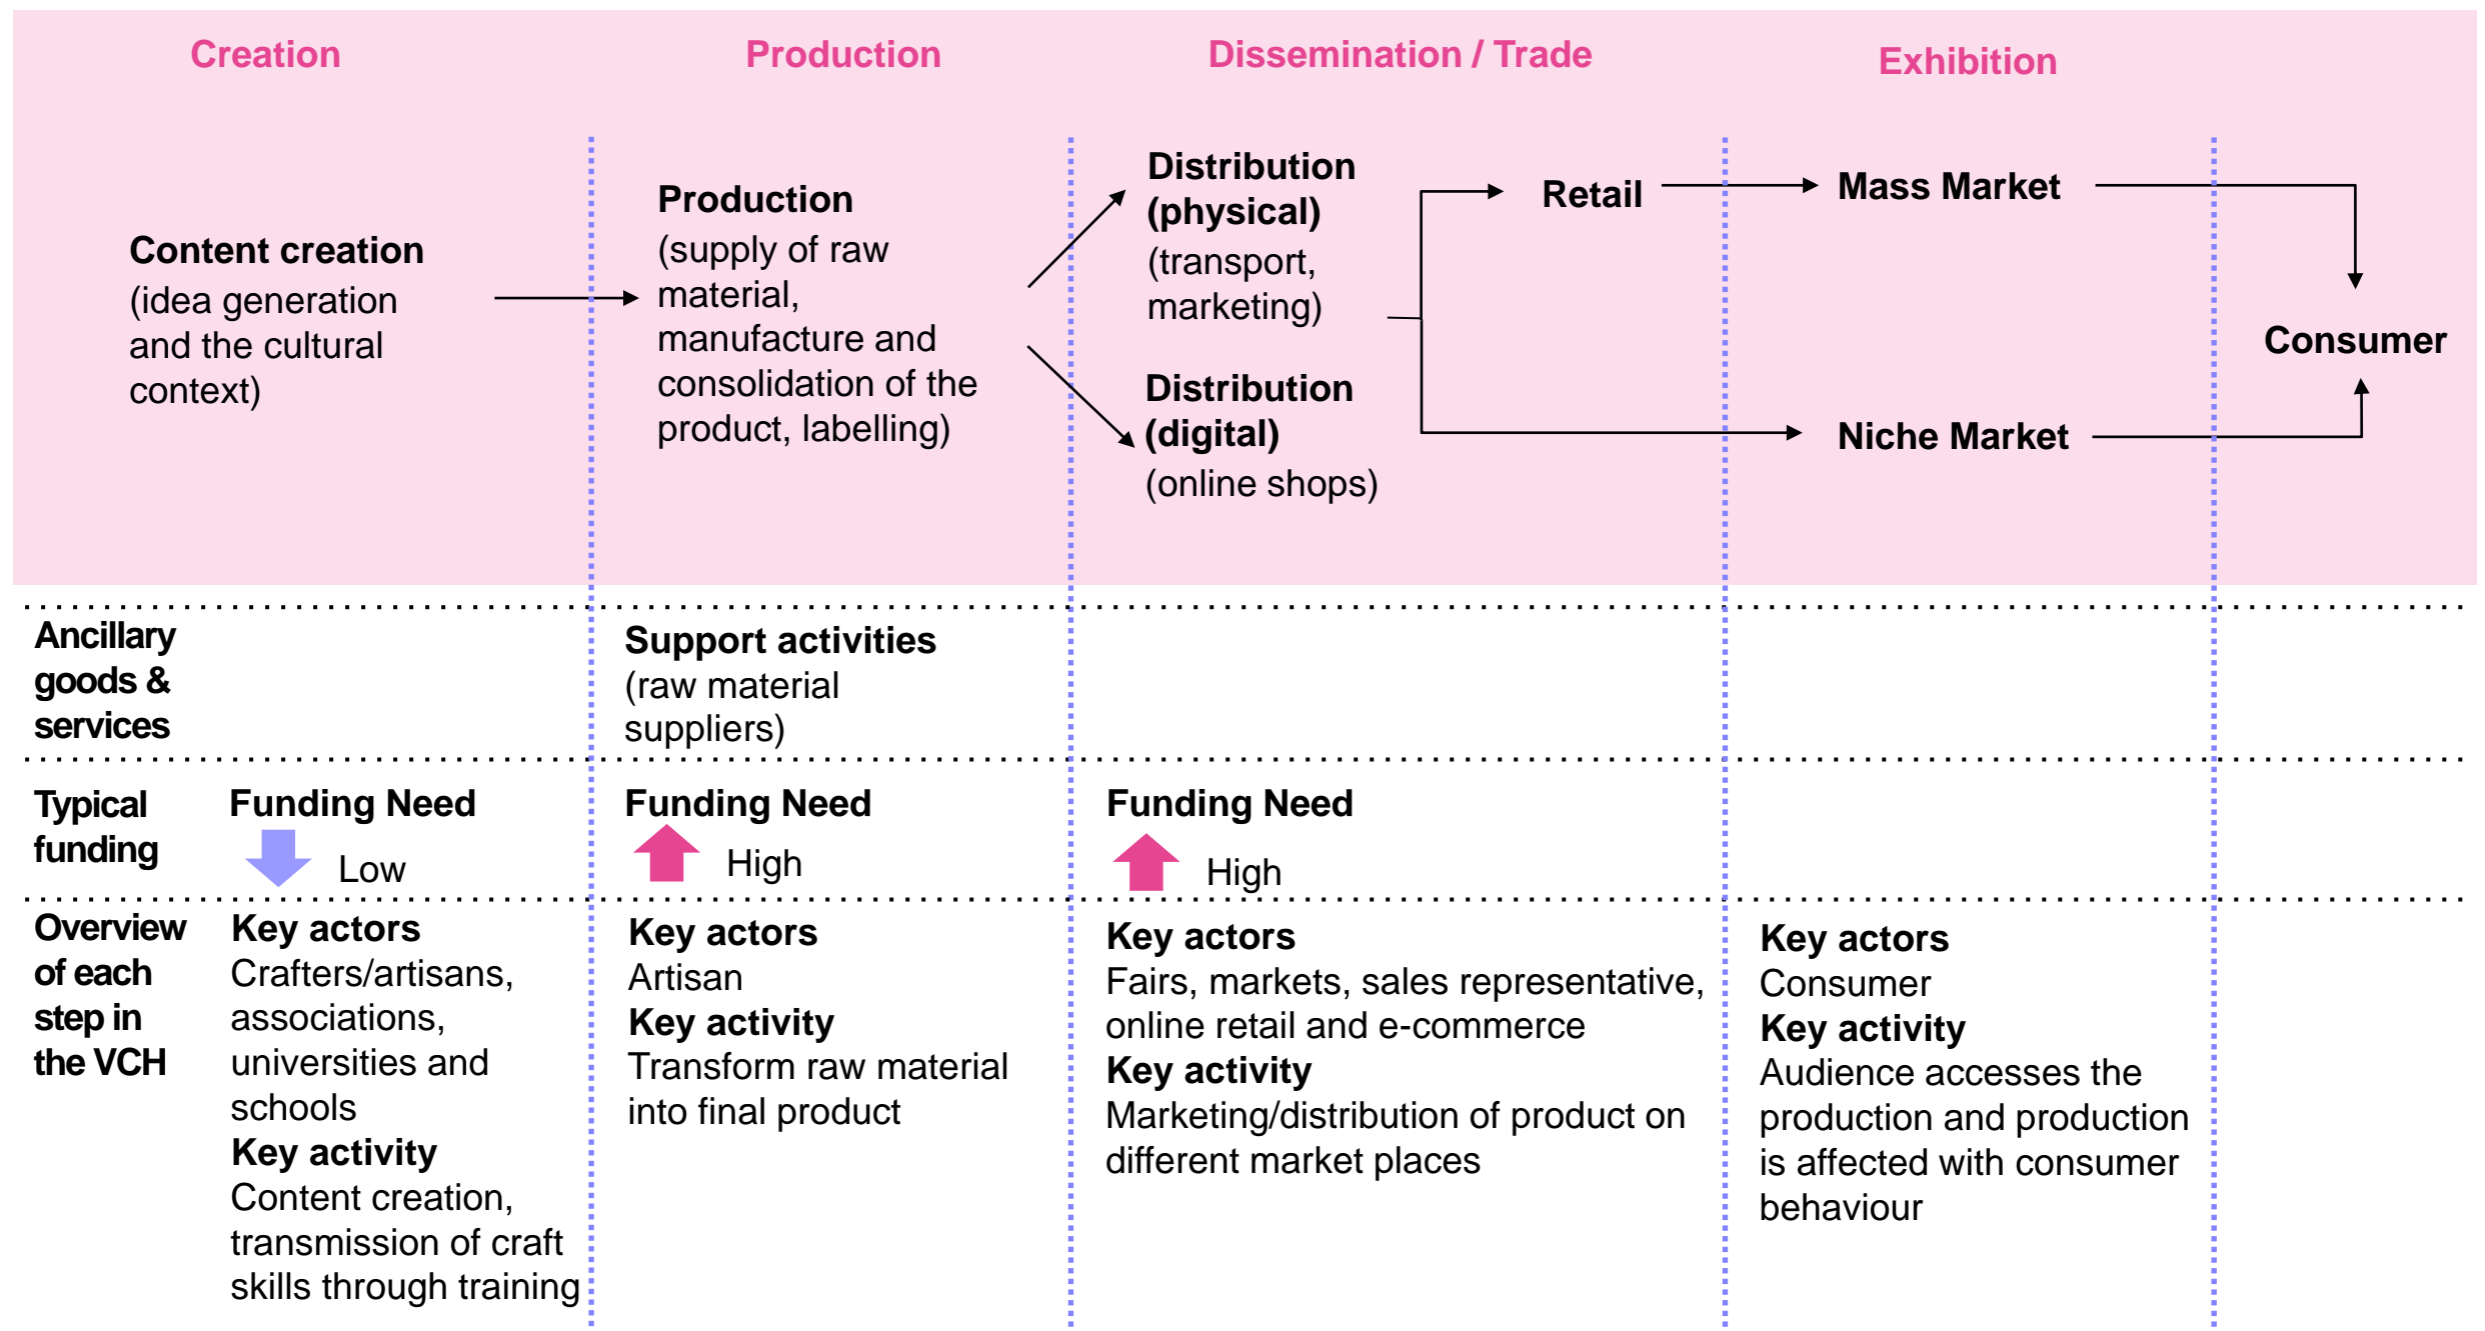 Creation
Production
Dissemination / Trade
Exhibition
Content creation
(idea generation
and the cultural
context)
Production
(supply of raw
material,
manufacture and
consolidation of the
product, labelling)
Distribution
(physical)
(transport,
marketing)
Distribution
(digital)
(online shops)
Retail
Mass Market
Niche Market
Consumer
Ancillary
goods &
services
Support activities
(raw material
suppliers)
Typical
funding
Funding Need
Low
Funding Need
High
Funding Need
High
Overview
of each
step in
the VCH
Key actors
Crafters/artisans,
associations,
universities and
schools
Key activity
Content creation,
transmission of craft
skills through training
Key actors
Artisan
Key activity
Transform raw material
into final product
Key actors
Fairs, markets, sales representative,
online retail and e-commerce
Key activity
Marketing/distribution of product on
different market places
Key actors
Consumer
Key activity
Audience accesses the
production and production
is affected with consumer
behaviour